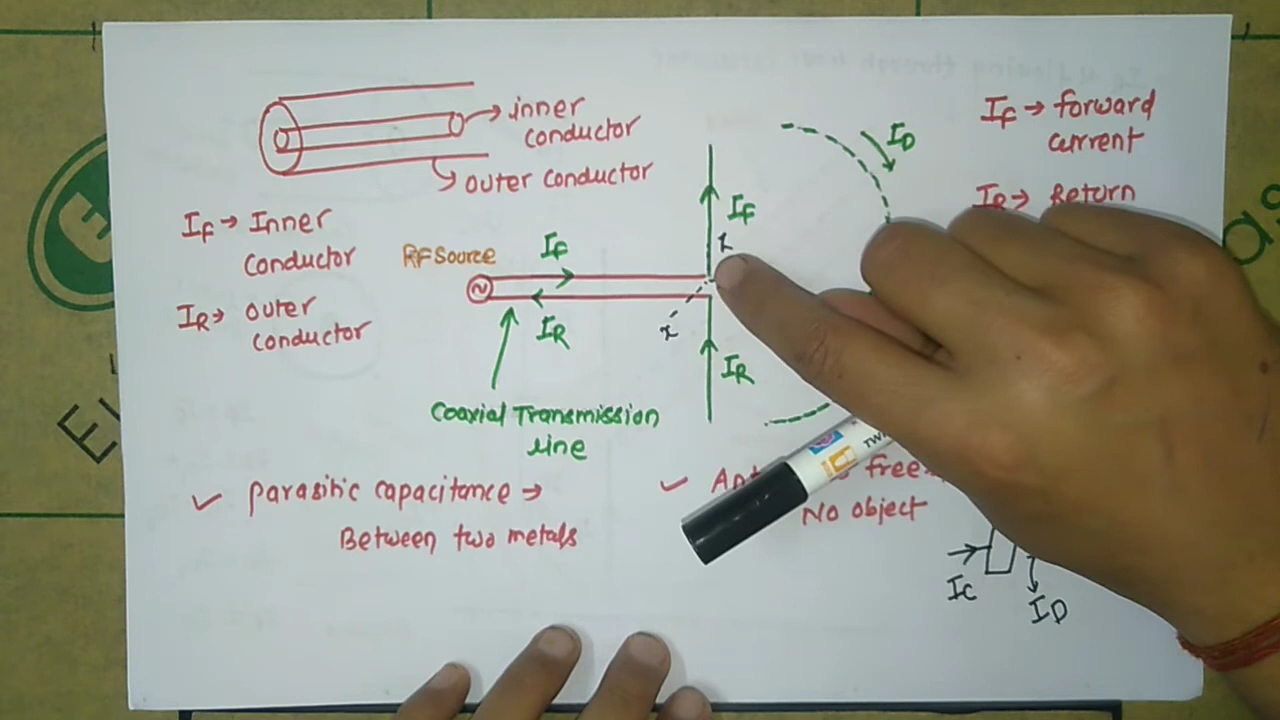 inner
conductor
outer conductor
IF → Inner
conductor
IR → outer
conductor
RF Source
IF
IR
Coaxial Transmission
line
IF
x
x'
IR
ID
IF → forward
current
IR → Return
✓ parasitic capacitance →
Between two metals
✓
free
No object
IC
ID